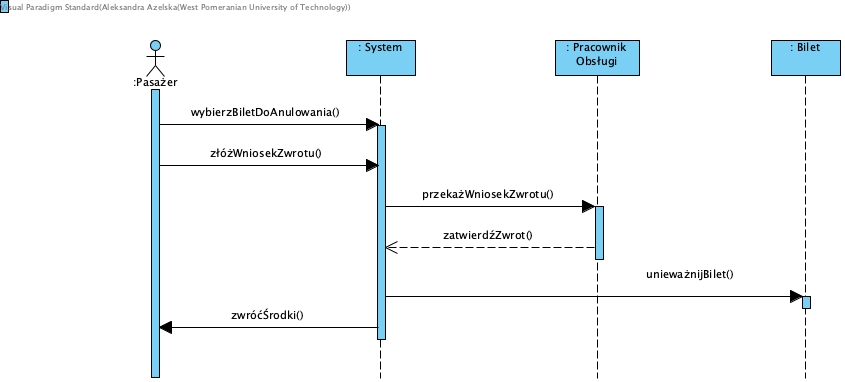 Visual Paradigm Standard(Aleksandra Azelska(West Pomeranian University of Technology))
: System
: Pracownik
Obsługi
: Bilet
:Pasażer
wybierzBiletDoAnulowania()
złóżWniosekZwrotu()
przekażWniosekZwrotu()
zatwierdźZwrot()
unieważnijBilet()
zwróćŚrodki()